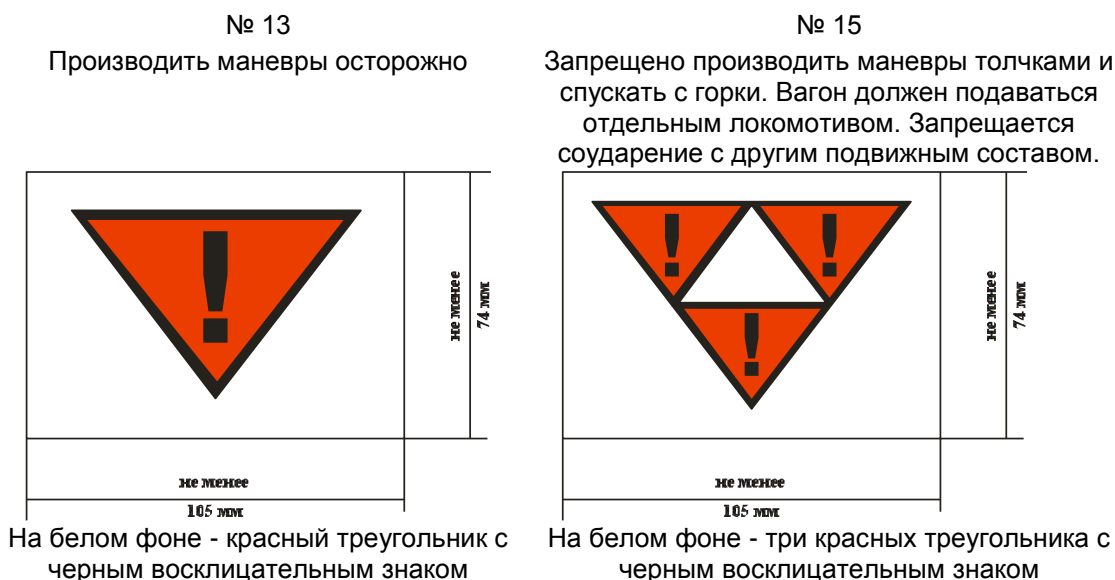 № 13
Производить маневры осторожно
!
не менее
74 мм
не менее
105 мм
На белом фоне - красный треугольник с
черным восклицательным знаком
№ 15
Запрещено производить маневры толчками и
спускать с горки. Вагон должен подаваться
отдельным локомотивом. Запрещается
соударение с другим подвижным составом.
!
!
!
не менее
74 мм
не менее
105 мм
На белом фоне - три красных треугольника с
черным восклицательным знаком